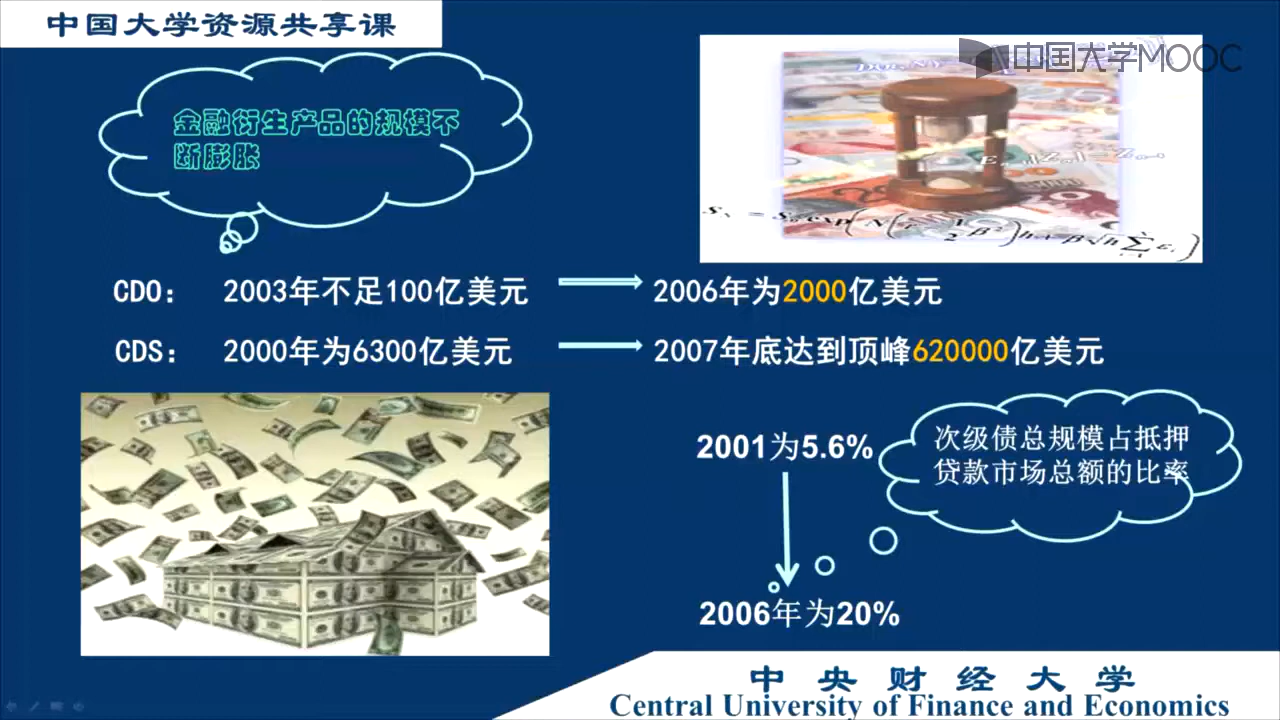 中国大学资源共享课
中国大学MOOC
金融衍生产品的规模不
断膨胀
CDO： 2003年不足100亿美元 2006年为2000亿美元
CDS： 2000年为6300亿美元 2007年底达到顶峰620000亿美元
次级债总规模占抵押
贷款市场总额的比率
2001为5.6%
2006年为20%
中央财经大学
Central University of Finance and Economics